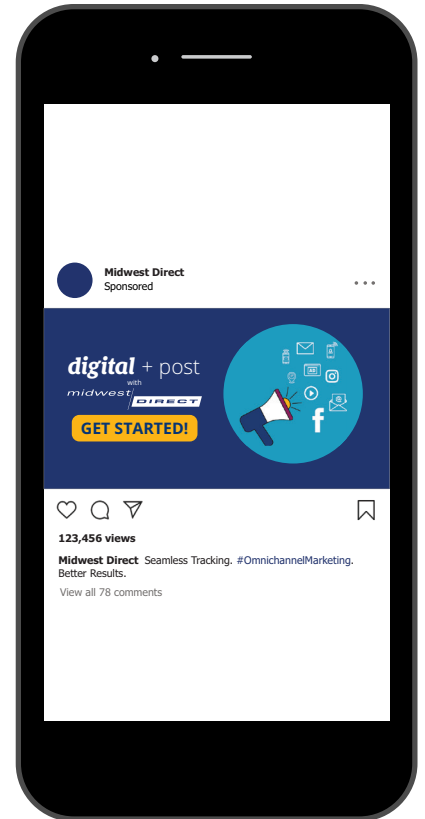 Midwest Direct
Sponsored
digital + post
with
midwest
DIRECT
GET STARTED!
AD
f
123,456 views
Midwest Direct Seamless Tracking. #OmnichannelMarketing.
Better Results.
View all 78 comments